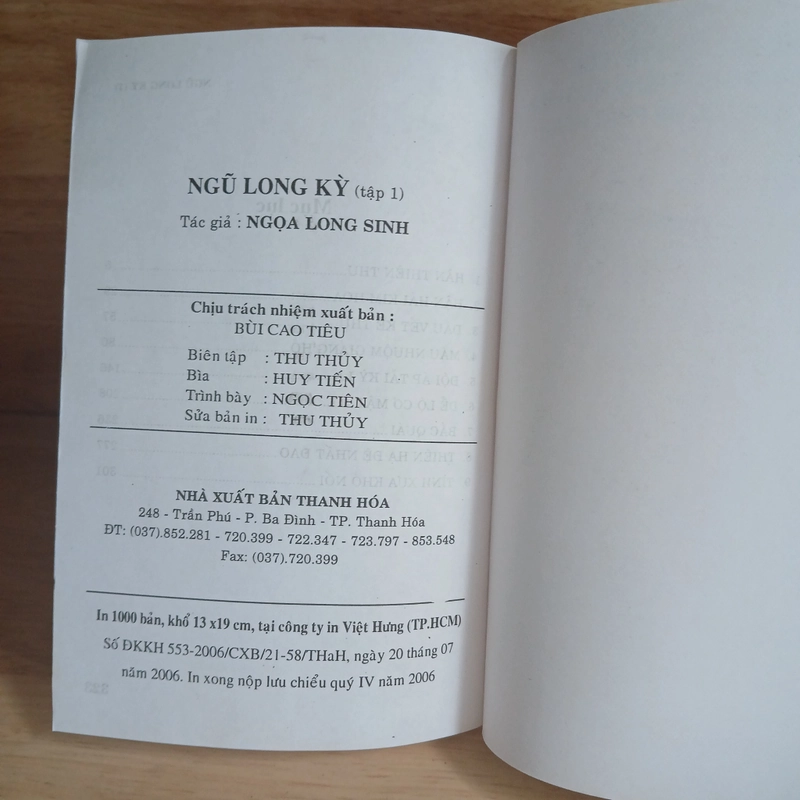 NGŨ LONG KỲ (tập 1)
Tác giả : NGỌA LONG SINH
Chịu trách nhiệm xuất bản :
BÙI CAO TIÊU
Biên tập : THU THỦY
Bìa : HUY TIẾN
Trình bày : NGỌC TIÊN
Sửa bản in : THU THỦY
NHÀ XUẤT BẢN THANH HÓA
248 - Trần Phú - P. Ba Đình - TP. Thanh Hóa
ĐT: (037).852.281 - 720.399 - 722.347 - 723.797 - 853.548
Fax: (037).720.399
In 1000 bản, khổ 13 x19 cm, tại công ty in Việt Hưng (TP.HCM)
Số ĐKKH 553-2006/CXB/21-58/THaH, ngày 20 tháng 07
năm 2006. In xong nộp lưu chiểu quý IV năm 2006